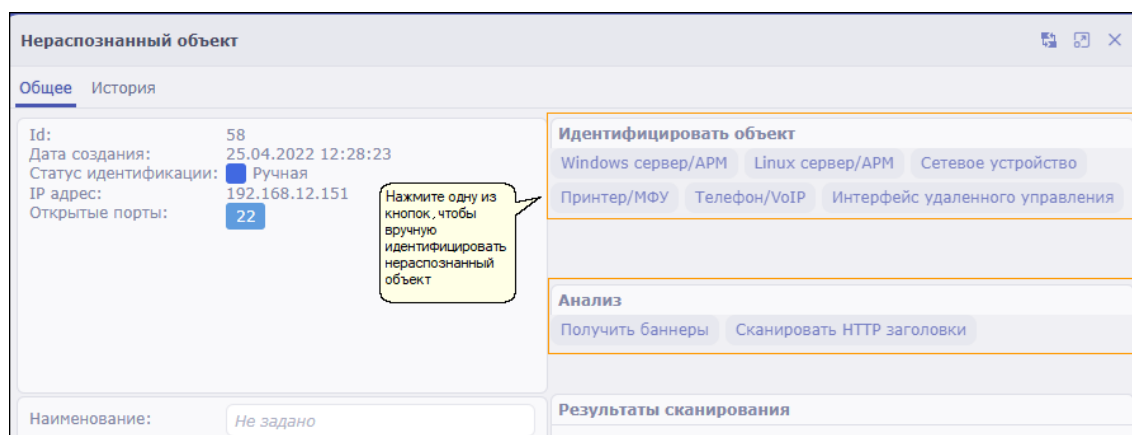 Нераспознанный объект
Общее История
Id: 58
Дата создания: 25.04.2022 12:28:23
Статус идентификации: Ручная
IP адрес: 192.168.12.151
Открытые порты: 22
Нажмите одну из
кнопок, чтобы
вручную
идентифицировать
нераспознанный
объект
Идентифицировать объект
Windows сервер/АРМ Linux сервер/АРМ Сетевое устройство
Принтер/МФУ Телефон/VoIP Интерфейс удаленного управления
Анализ
Получить баннеры Сканировать HTTP заголовки
Наименование: Не задано
Результаты сканирования